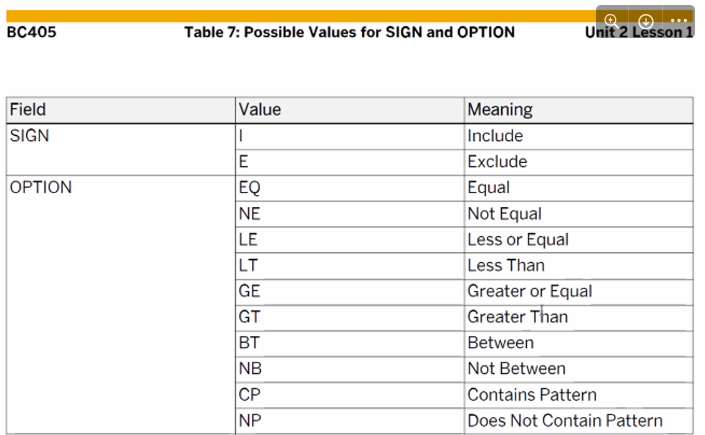 BC405 Table 7: Possible Values for SIGN and OPTION Unit 2 Lesson 1
Field Value Meaning
SIGN I Include
E Exclude
OPTION EQ Equal
NE Not Equal
LE Less or Equal
LT Less Than
GE Greater or Equal
GT Greater Than
BT Between
NB Not Between
CP Contains Pattern
NP Does Not Contain Pattern